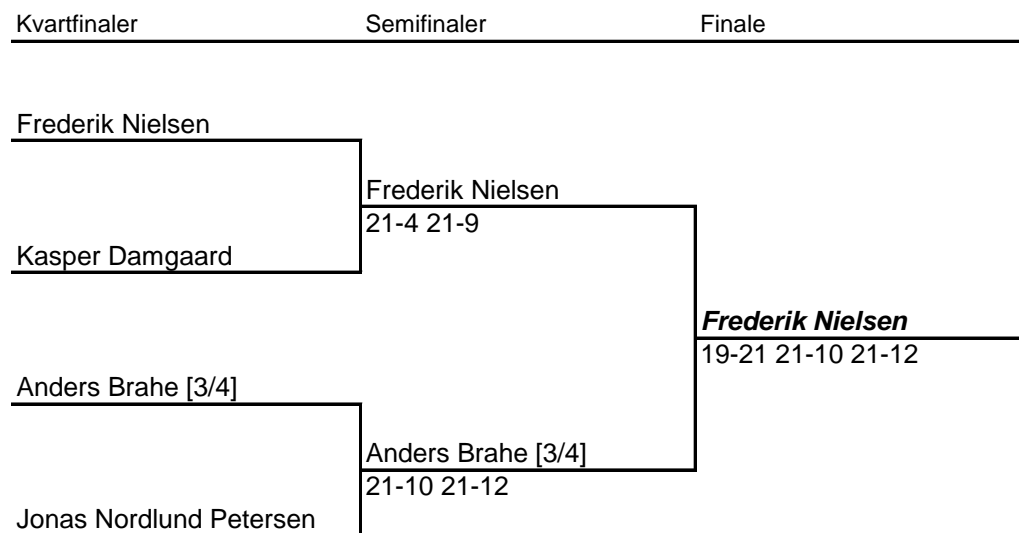 Kvartfinaler Semifinaler Finale
Frederik Nielsen
Frederik Nielsen
21-4 21-9
Kasper Damgaard
Frederik Nielsen
19-21 21-10 21-12
Anders Brahe [3/4]
Anders Brahe [3/4]
21-10 21-12
Jonas Nordlund Petersen